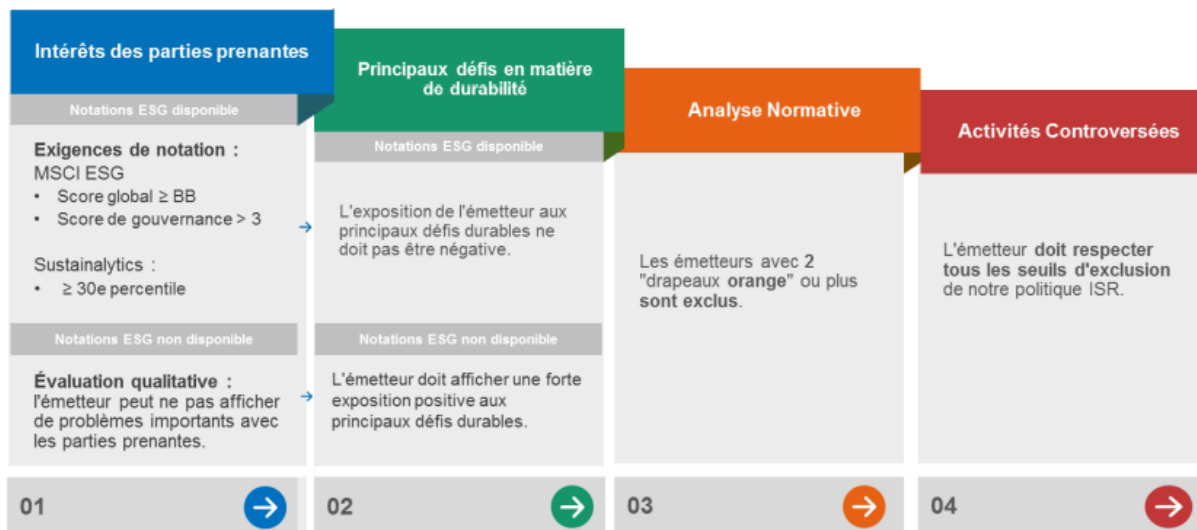 Intérêts des parties prenantes
Notations ESG disponible
Exigences de notation :
MSCI ESG
• Score global ≥ BB
• Score de gouvernance > 3
Sustainalytics :
• ≥ 30e percentile
Notations ESG non disponible
Évaluation qualitative :
l'émetteur peut ne pas afficher
de problèmes importants avec
les parties prenantes.
01
Principaux défis en matière
de durabilité
Notations ESG disponible
L'exposition de l'émetteur aux
principaux défis durables ne
doit pas être négative.
Notations ESG non disponible
L'émetteur doit afficher une forte
exposition positive aux
principaux défis durables.
02
Analyse Normative
Les émetteurs avec 2
"drapeaux orange" ou plus
sont exclus.
03
Activités Controversées
L'émetteur doit respecter
tous les seuils d'exclusion
de notre politique ISR.
04